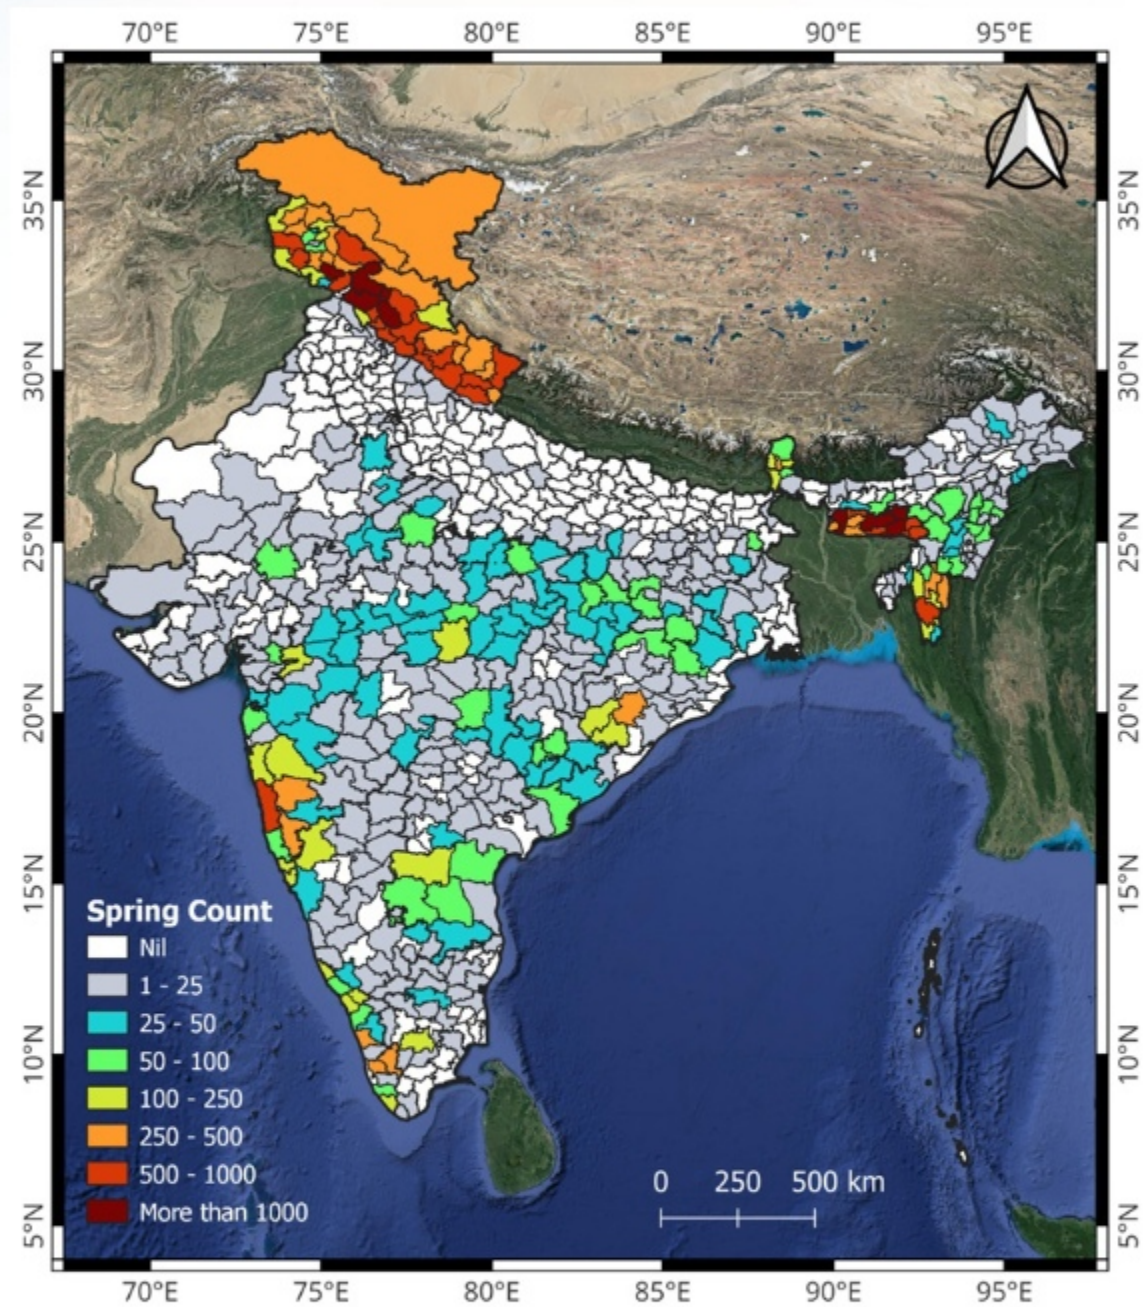 70°E 75°E 80°E 85°E 90°E 95°E
35°N 35°N
30°N 30°N
25°N 25°N
20°N 20°N
15°N 15°N
Spring Count
Nil
1 - 25
25 - 50
50 - 100
10°N 10°N
100 - 250
250 - 500
500 - 1000
0 250 500 km
More than 1000
5°N 5°N
70°E 75°E 80°E 85°E 90°E 95°E